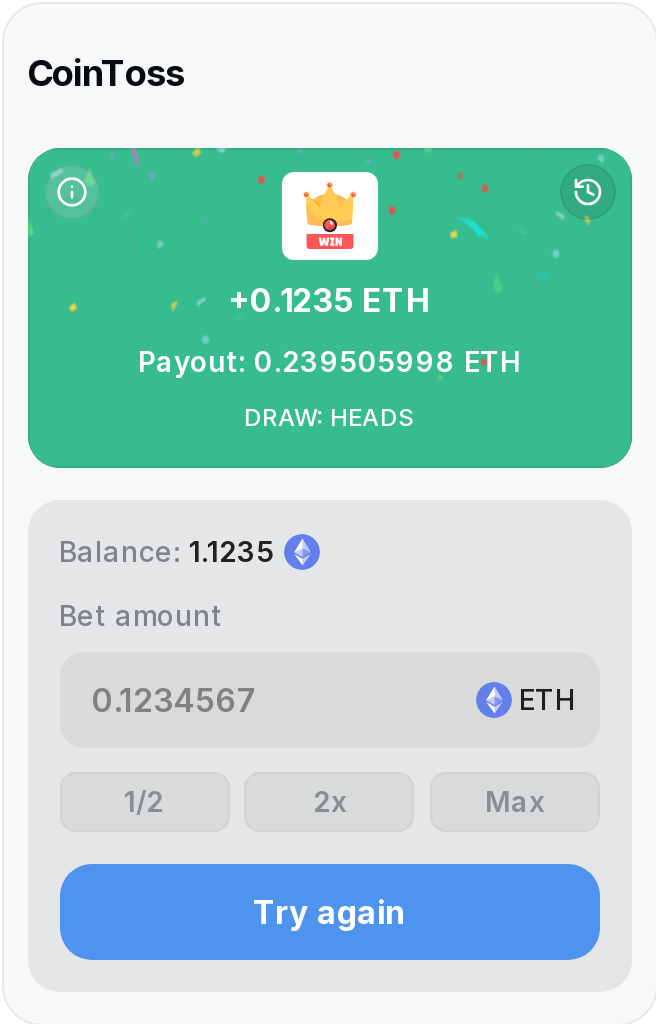 CoinToss
WIN
+0.1235 ETH
Payout: 0.239505998 ETH
DRAW: HEADS
Balance: 1.1235
Bet amount
0.1234567 ETH
1/2 2x Max
Try again